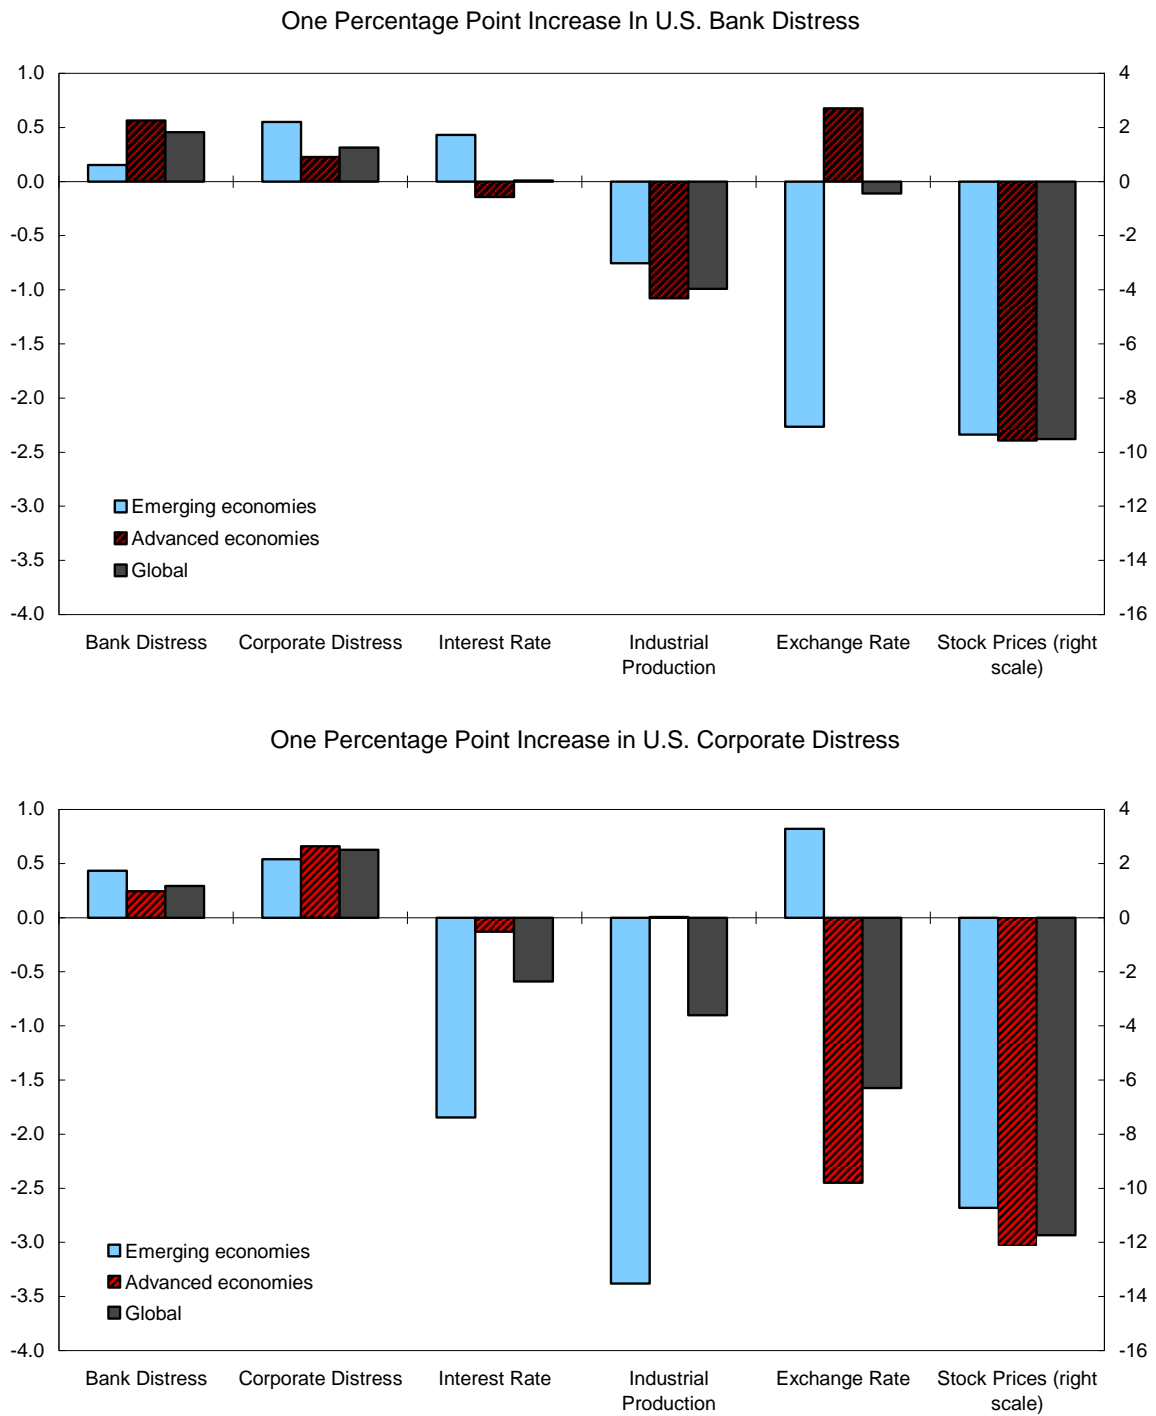 One Percentage Point Increase In U.S. Bank Distress
1.0
0.5
0.0
-0.5
-1.0
-1.5
-2.0
-2.5
-3.0
-3.5
-4.0
4
2
0
-2
-4
-6
-8
-10
-12
-14
-16
Emerging economies
Advanced economies
Global
Bank Distress
Corporate Distress
Interest Rate
Industrial
Production
Exchange Rate
Stock Prices (right
scale)
One Percentage Point Increase in U.S. Corporate Distress
1.0
0.5
0.0
-0.5
-1.0
-1.5
-2.0
-2.5
-3.0
-3.5
-4.0
4
2
0
-2
-4
-6
-8
-10
-12
-14
-16
Emerging economies
Advanced economies
Global
Bank Distress
Corporate Distress
Interest Rate
Industrial
Production
Exchange Rate
Stock Prices (right
scale)